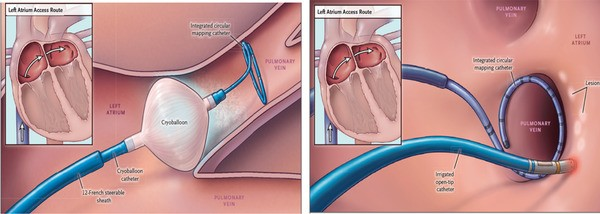 Left Atrium Access Route
Integrated circular
mapping catheter
PULMONARY
VEIN
LEFT
ATRIUM
Cryoballoon
Cryoballoon
catheter
12-French steerable
sheath
PULMONARY
VEIN
Left Atrium Access Route
PULMONARY
VEIN
LEFT
ATRIUM
Integrated circular
mapping catheter
Lesion
PULMONARY
VEIN
Irrigated
open-tip
catheter